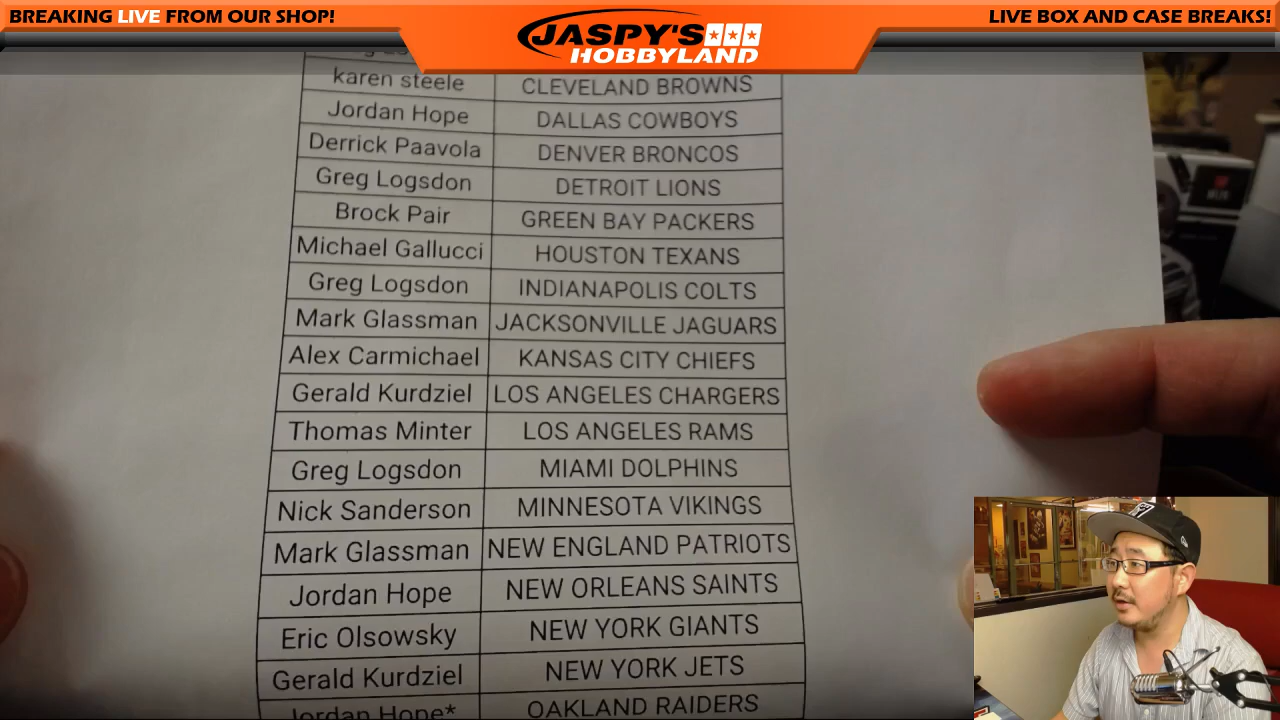 BREAKING LIVE FROM OUR SHOP!
JASPY'S
HOBBYLAND
LIVE BOX AND CASE BREAKS!
karen steele CLEVELAND BROWNS
Jordan Hope DALLAS COWBOYS
Derrick Paavola DENVER BRONCOS
Greg Logsdon DETROIT LIONS
Brock Pair GREEN BAY PACKERS
Michael Gallucci HOUSTON TEXANS
Greg Logsdon INDIANAPOLIS COLTS
Mark Glassman JACKSONVILLE JAGUARS
Alex Carmichael KANSAS CITY CHIEFS
Gerald Kurdziel LOS ANGELES CHARGERS
Thomas Minter LOS ANGELES RAMS
Greg Logsdon MIAMI DOLPHINS
Nick Sanderson MINNESOTA VIKINGS
Mark Glassman NEW ENGLAND PATRIOTS
Jordan Hope NEW ORLEANS SAINTS
Eric Olsowsky NEW YORK GIANTS
Gerald Kurdziel NEW YORK JETS
Jordan Hope* OAKLAND RAIDERS